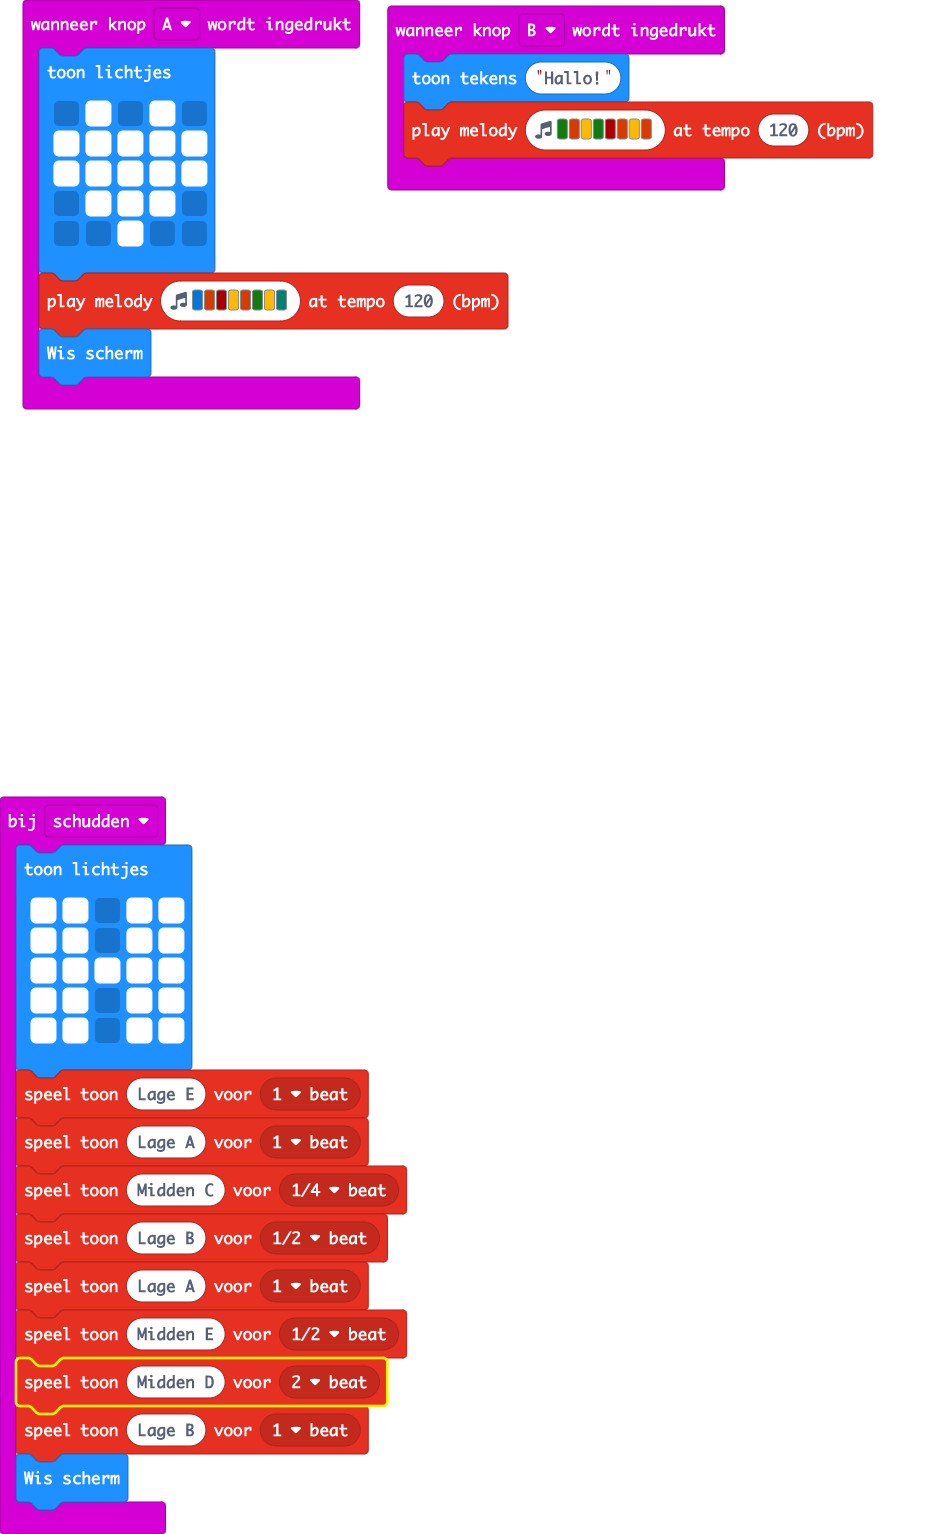 wanneer knop A wordt ingedrukt
toon lichtjes
play melody at tempo 120 (bpm)
Wis scherm
wanneer knop B wordt ingedrukt
toon tekens "Hallo!"
play melody at tempo 120 (bpm)
bij schudden
toon lichtjes
speel toon Lage E voor 1 beat
speel toon Lage A voor 1 beat
speel toon Midden C voor 1/4 beat
speel toon Lage B voor 1/2 beat
speel toon Lage A voor 1 beat
speel toon Midden E voor 1/2 beat
speel toon Midden D voor 2 beat
speel toon Lage B voor 1 beat
Wis scherm